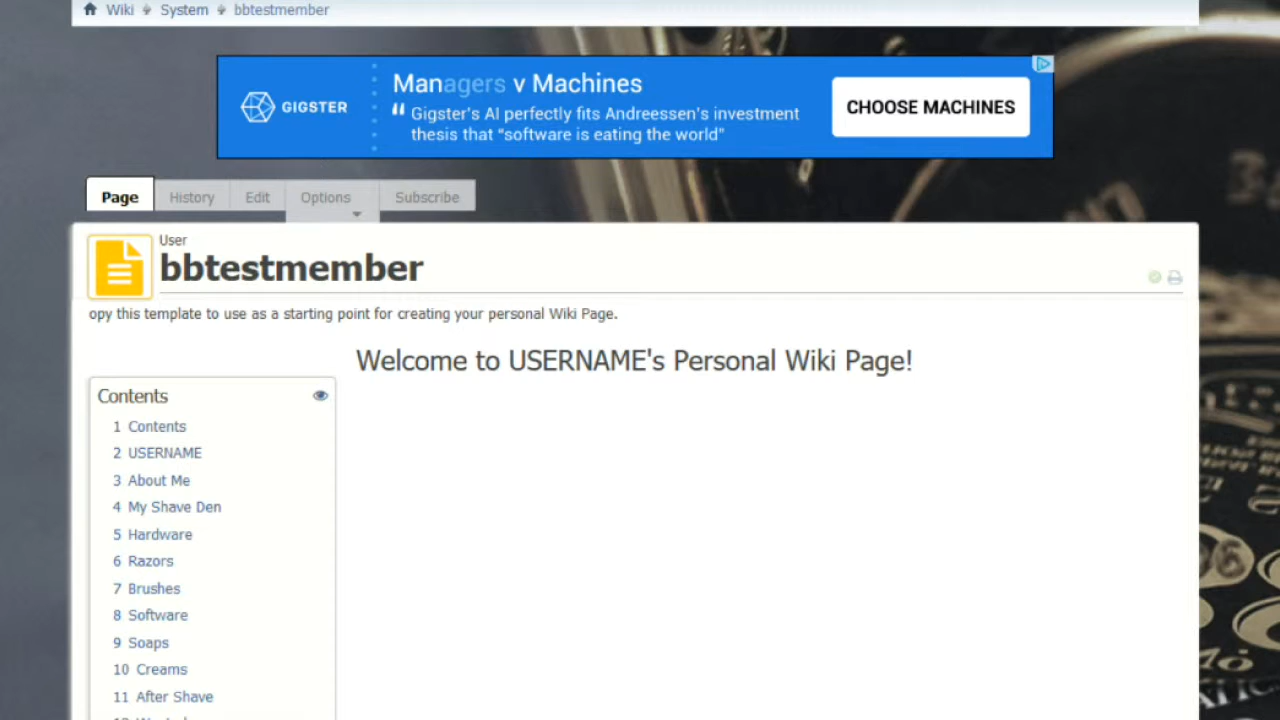 Wiki System bbtestmember
Managers v Machines
GIGSTER
“ Gigster's AI perfectly fits Andreessen's investment
thesis that “software is eating the world”
CHOOSE MACHINES
Page History Edit Options Subscribe
User
bbtestmember
opy this template to use as a starting point for creating your personal Wiki Page.
Welcome to USERNAME's Personal Wiki Page!
Contents
1 Contents
2 USERNAME
3 About Me
4 My Shave Den
5 Hardware
6 Razors
7 Brushes
8 Software
9 Soaps
10 Creams
11 After Shave